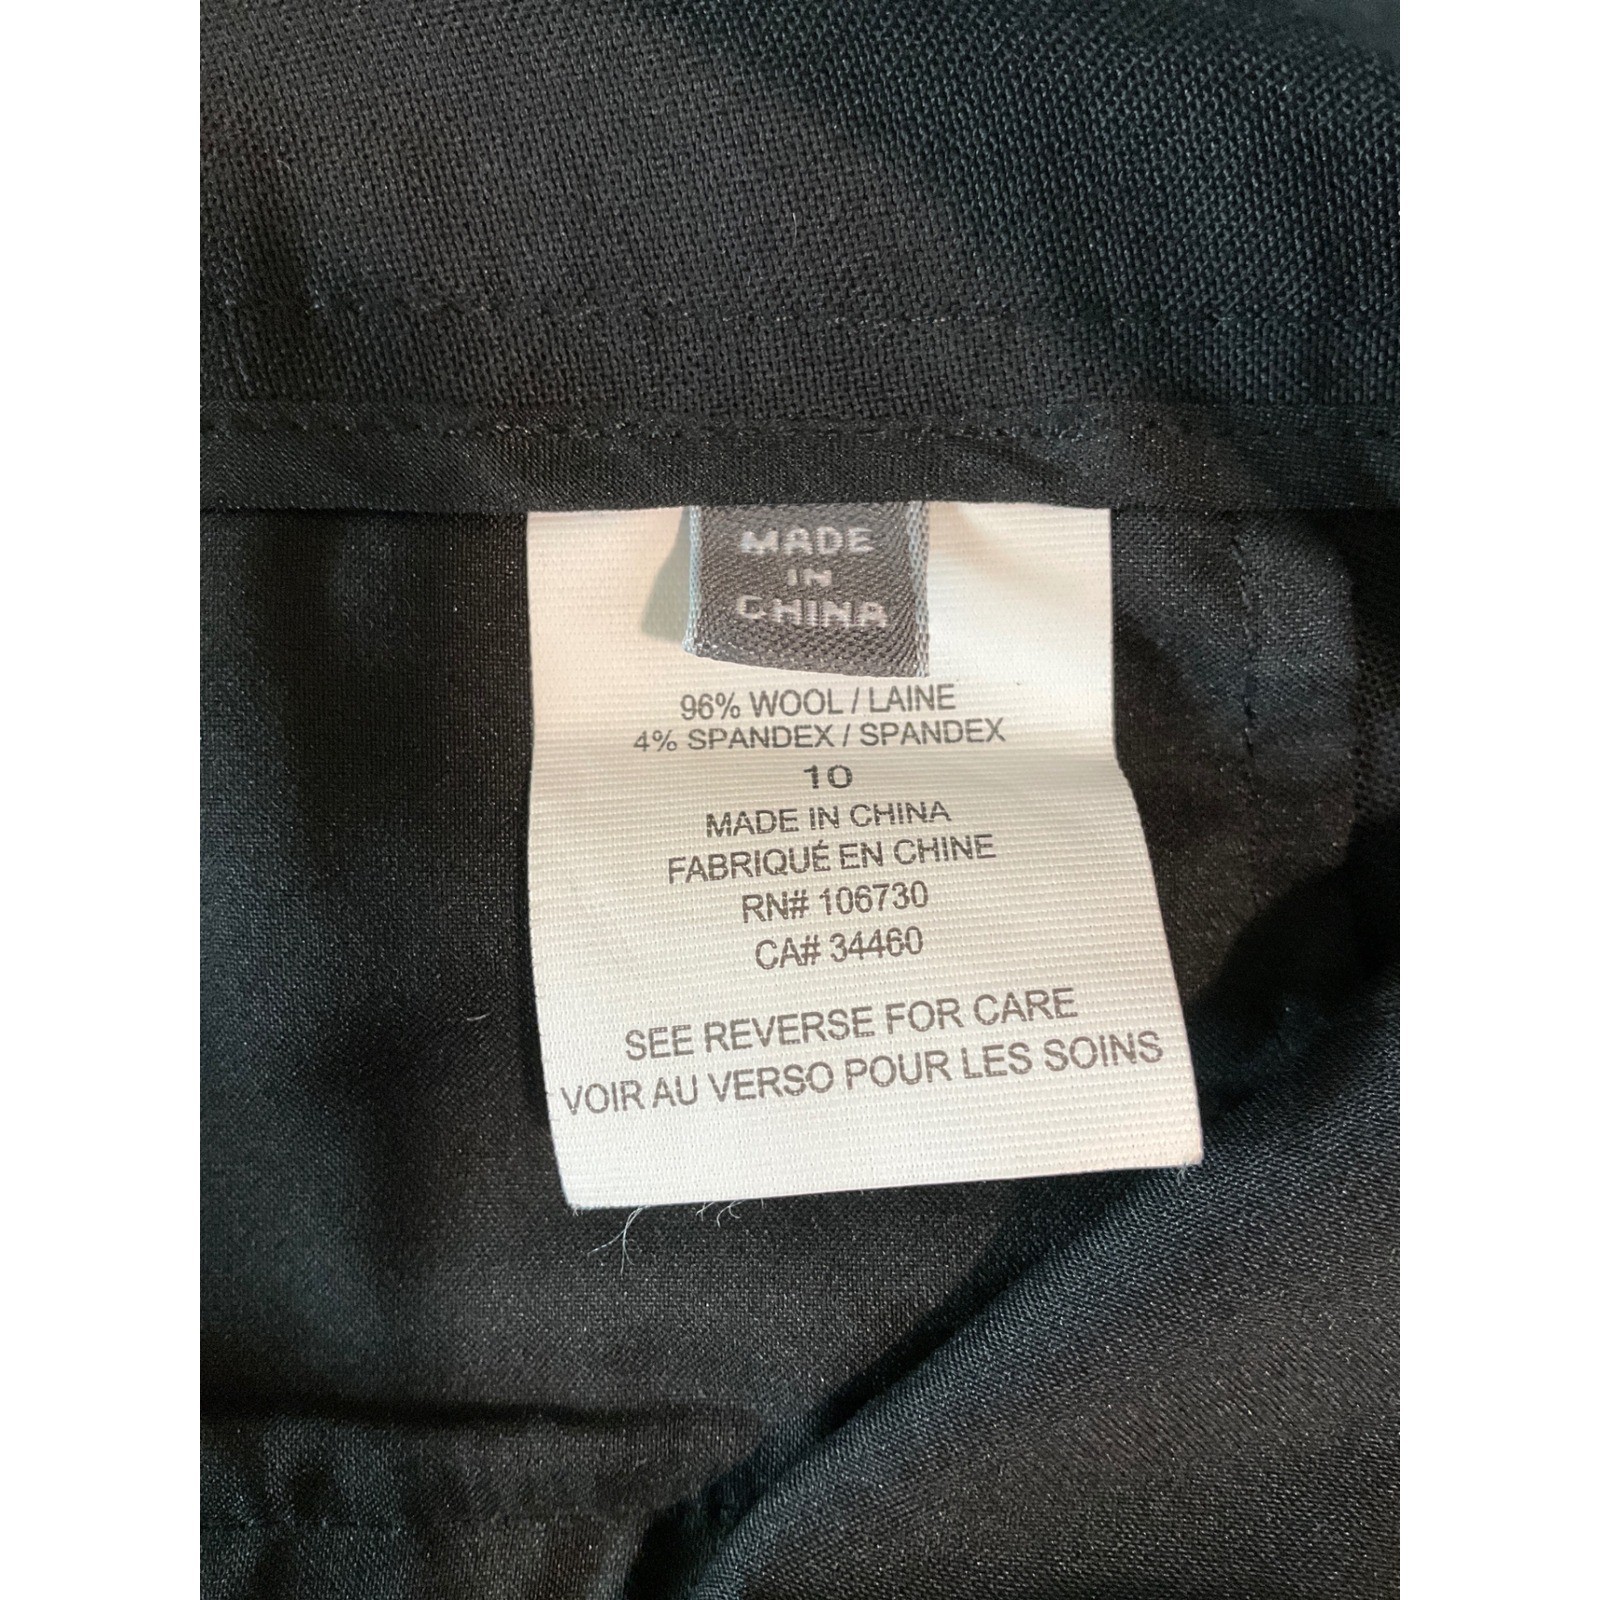 MADE
IN
CHINA
96% WOOL / LAINE
4% SPANDEX / SPANDEX
10
MADE IN CHINA
FABRIQUÉ EN CHINE
RN# 106730
CA# 34460
SEE REVERSE FOR CARE
VOIR AU VERSO POUR LES SOINS